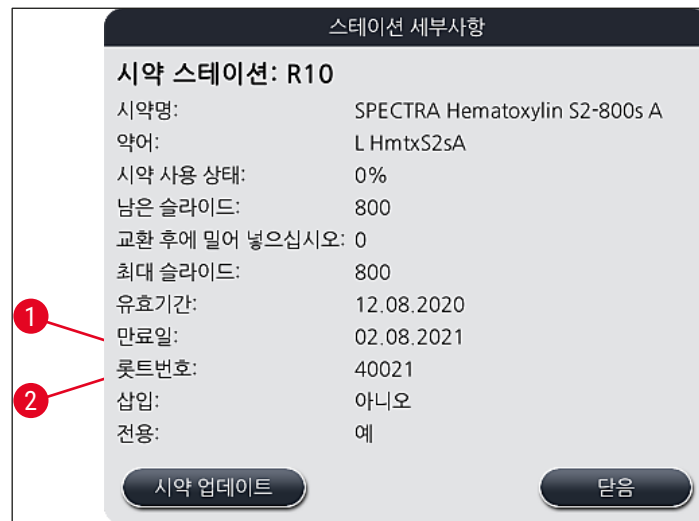 스테이션 세부사항
시약 스테이션: R10
시약명: SPECTRA Hematoxylin S2-800s A
약어: L HmtxS2sA
시약 사용 상태: 0%
남은 슬라이드: 800
교환 후에 밀어 넣으십시오: 0
최대 슬라이드: 800
유효기간: 12.08.2020
1
만료일: 02.08.2021
롯트번호: 40021
2
삽입: 아니오
전용: 예
시약 업데이트 닫음